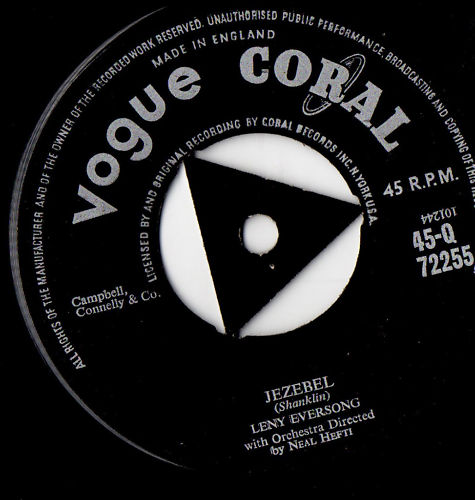 ALL RIGHTS OF THE MANUFACTURER AND OF THE OWNER OF THE RECORDED WORK RESERVED. UNAUTHORISED PUBLIC PERFORMANCE, BROADCASTING AND COPYING OF THIS
MADE IN ENGLAND
Vogue CORAL
LICENSED BY AND ORIGINAL RECORDING BY CORAL RECORDS INC. N.YORK U.S.A.
45 R.P.M.
101244
45-Q
72255
Campbell,
Connelly & Co.
JEZEBEL
(Shanklin)
LENY EVERSONG
with Orchestra Directed
by NEAL HEFTI